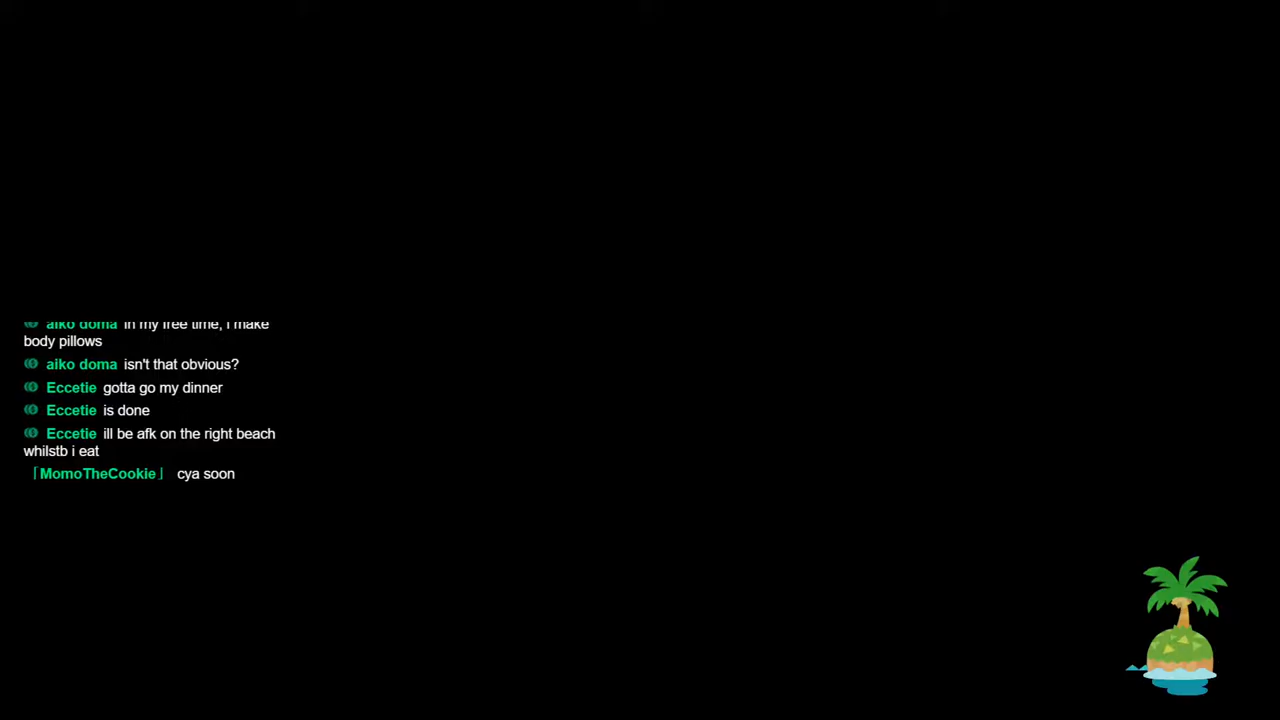 aiko doma in my free time, i make
body pillows
aiko doma isn't that obvious?
Eccetie gotta go my dinner
Eccetie is done
Eccetie ill be afk on the right beach
whilstb i eat
「MomoTheCookie」 cya soon